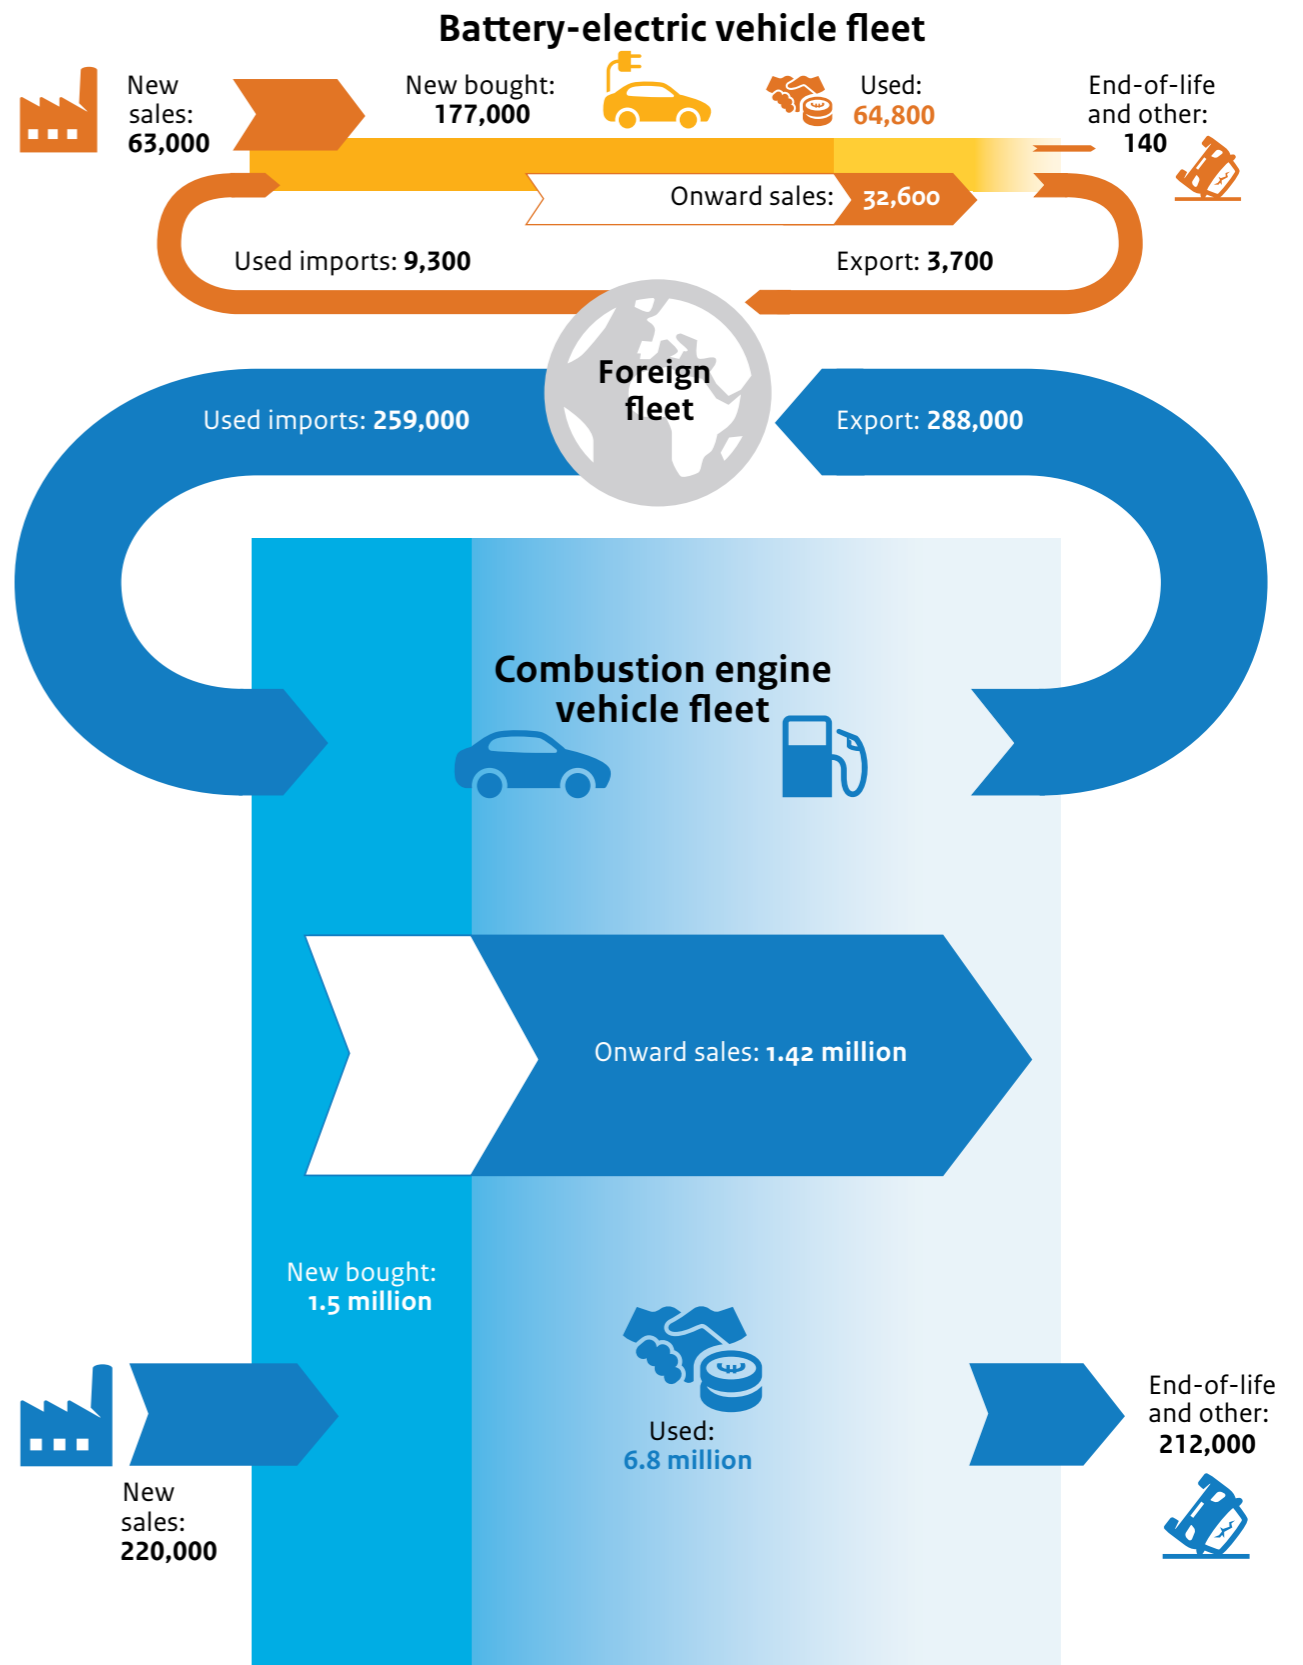 Battery-electric vehicle fleet
New
sales:
63,000
New bought:
177,000
Used:
64,800
End-of-life
and other:
140
Onward sales: 32,600
Used imports: 9,300
Export: 3,700
Foreign
fleet
Used imports: 259,000
Export: 288,000
Combustion engine
vehicle fleet
Onward sales: 1.42 million
New bought:
1.5 million
Used:
6.8 million
New
sales:
220,000
End-of-life
and other:
212,000